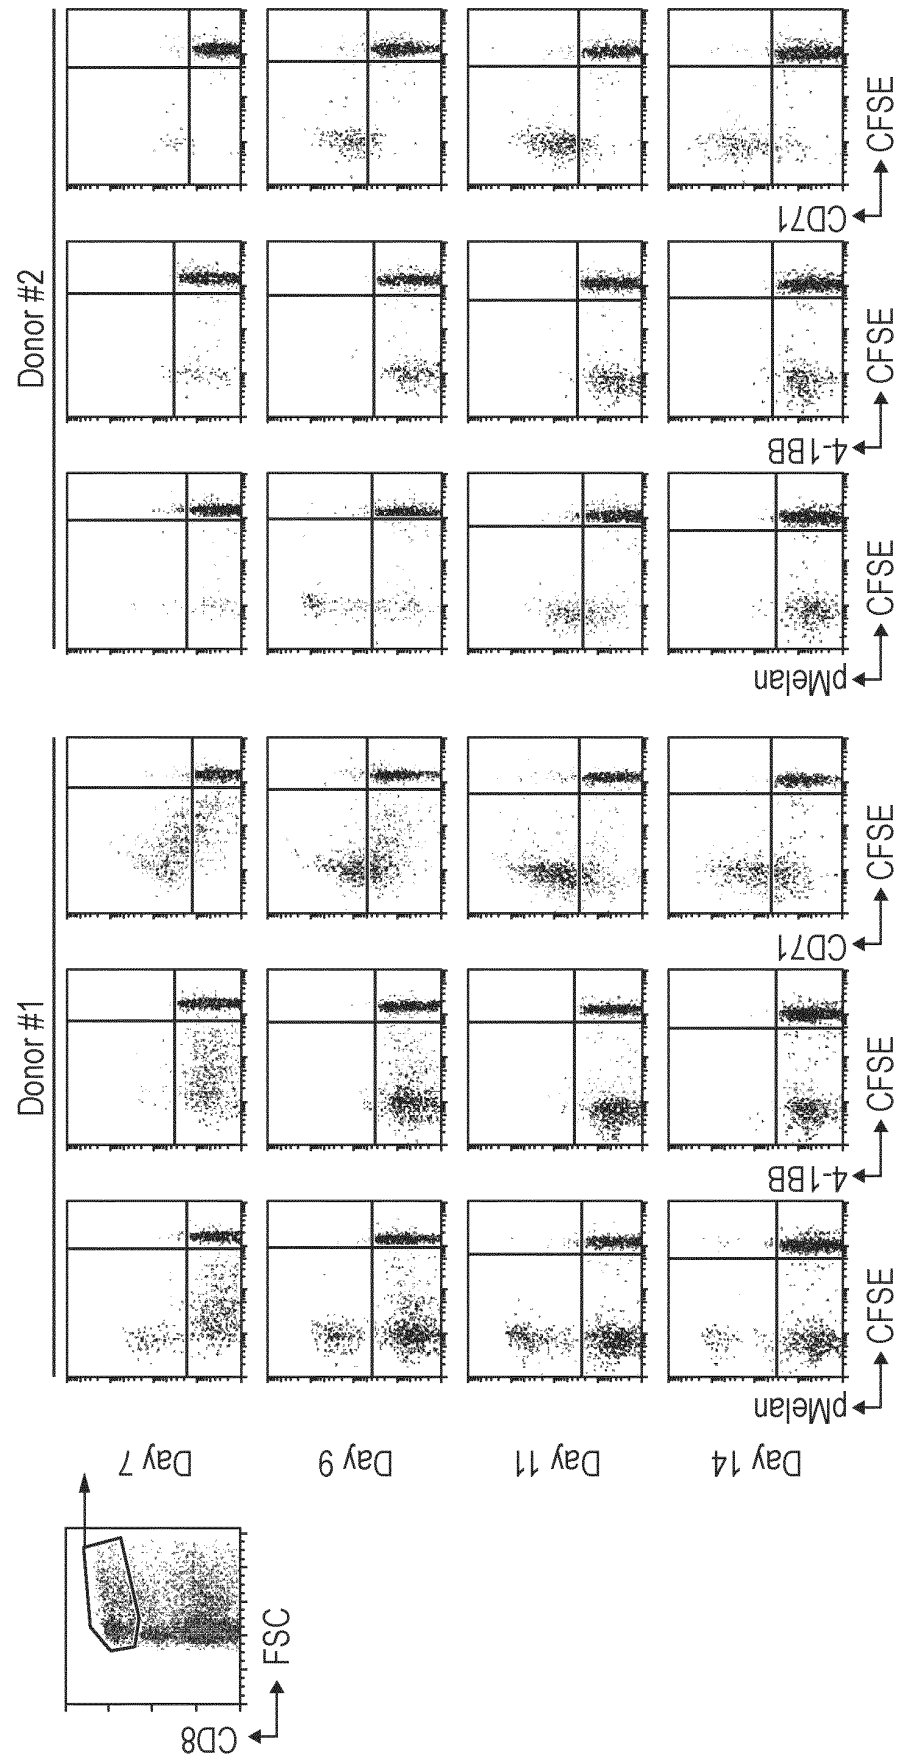 Donor #1
Donor #2
CD8
FSC
Day 7
Day 9
Day 11
Day 14
pMelan
CFSE
4-1BB
CFSE
CD71
CFSE
pMelan
CFSE
4-1BB
CFSE
CD71
CFSE